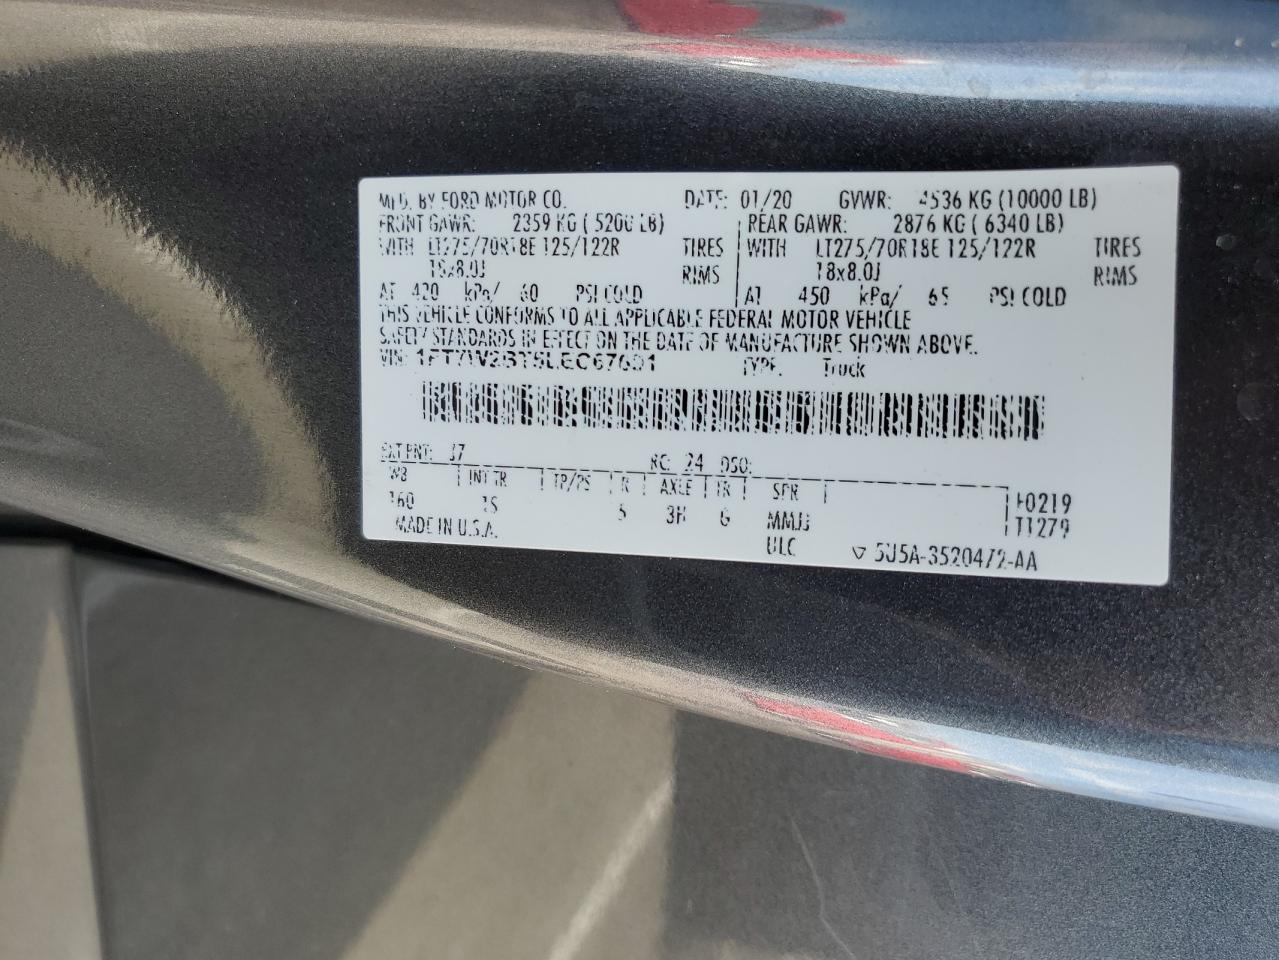 MFD. BY FORD MOTOR CO. DATE: 01/20 GVWR: 4536 KG (10000 LB)
FRONT GAWR: 2359 KG ( 5200 LB) REAR GAWR: 2876 KG ( 6340 LB)
WITH LT275/70R18E 125/122R TIRES WITH LT275/70R18E 125/122R TIRES
18x8.0J RIMS 18x8.0J RIMS
AT 420 kPa/ 60 PSI COLD AT 450 kPa/ 65 PSI COLD
THIS VEHICLE CONFORMS TO ALL APPLICABLE FEDERAL MOTOR VEHICLE
SAFETY STANDARDS IN EFFECT ON THE DATE OF MANUFACTURE SHOWN ABOVE.
VIN: TYPE: Truck
EXT PNT: RC: 24 DSO:
WB INT TR TP/PS R AXLE TR SPR
160 1S 5 3H G MMJJ F0219
MADE IN U.S.A. ULC T1279
▽ 5U5A-3520472-AA